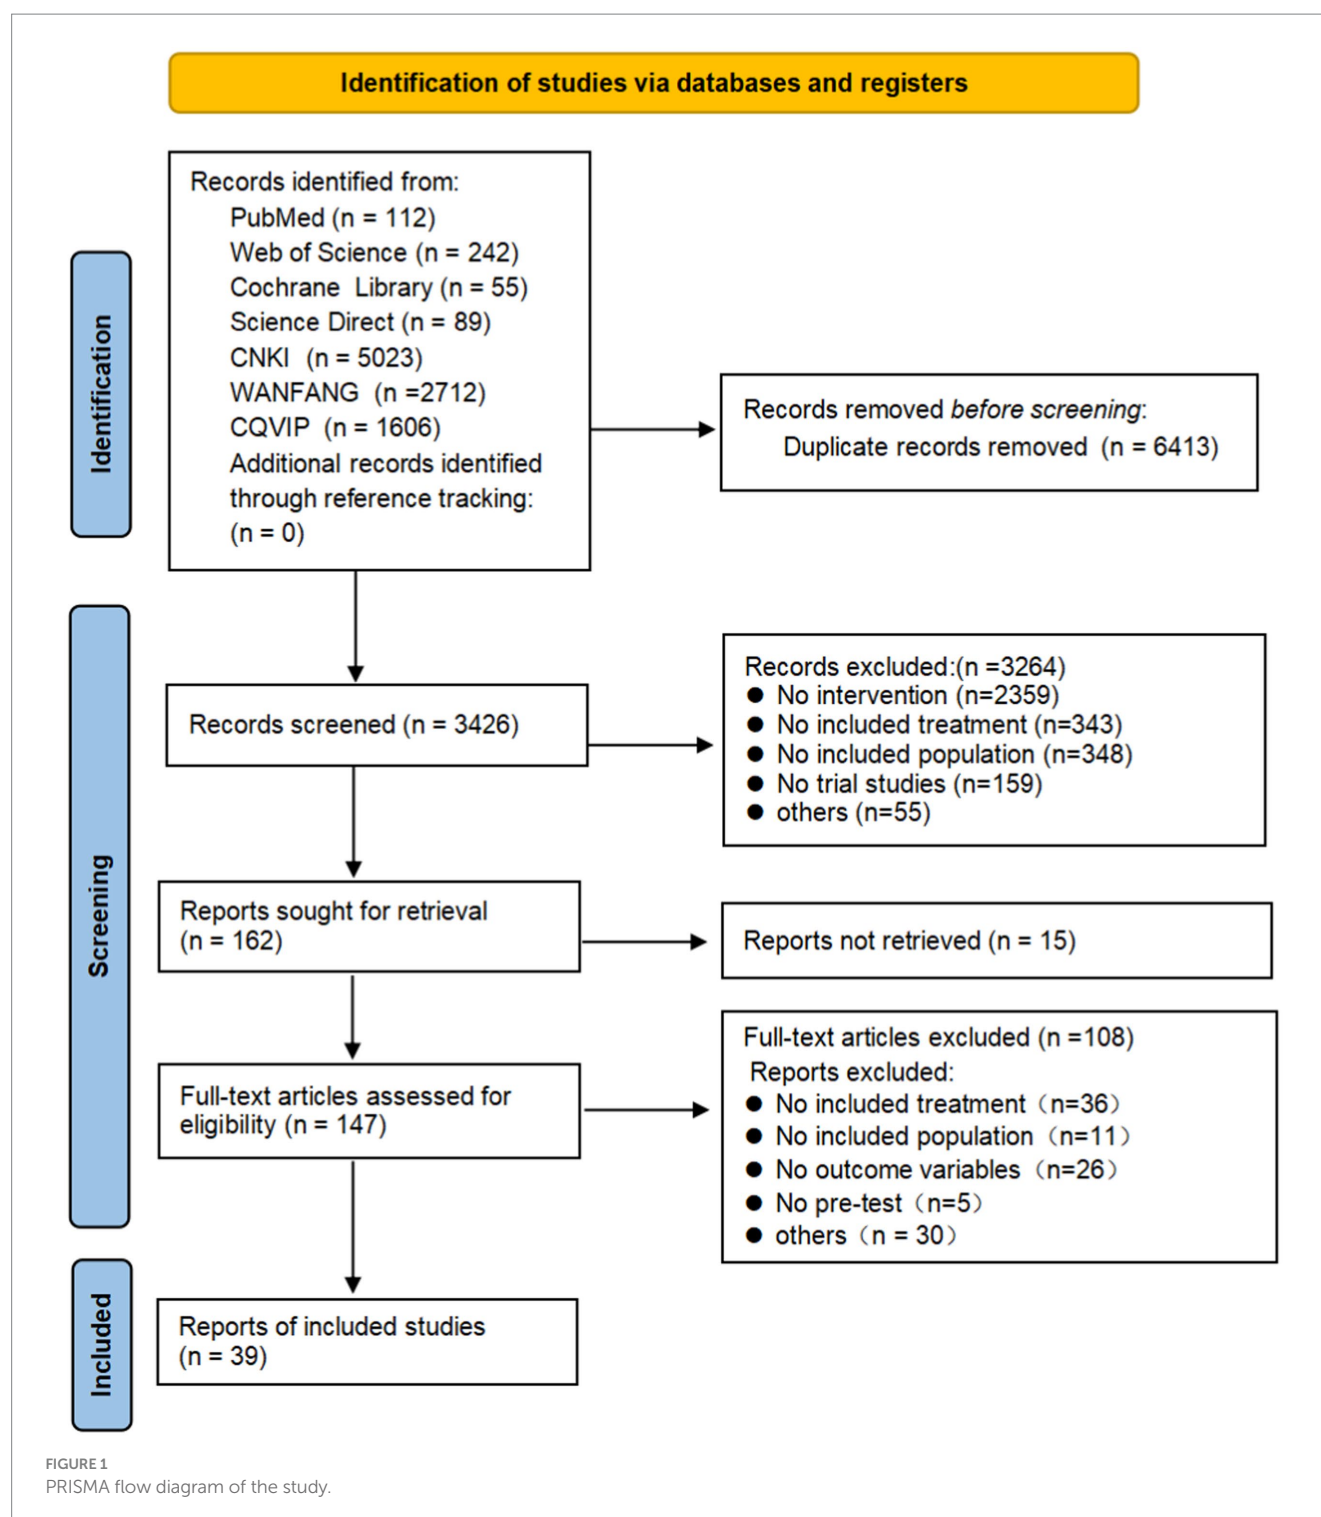 Identification of studies via databases and registers
Identification
Records identified from:
PubMed (n = 112)
Web of Science (n = 242)
Cochrane Library (n = 55)
Science Direct (n = 89)
CNKI (n = 5023)
WANFANG (n =2712)
CQVIP (n = 1606)
Additional records identified
through reference tracking:
(n = 0)
Records removed before screening:
Duplicate records removed (n = 6413)
Screening
Records screened (n = 3426)
Records excluded:(n =3264)
● No intervention (n=2359)
● No included treatment (n=343)
● No included population (n=348)
● No trial studies (n=159)
● others (n=55)
Reports sought for retrieval
(n = 162)
Reports not retrieved (n = 15)
Full-text articles assessed for
eligibility (n = 147)
Full-text articles excluded (n =108)
Reports excluded:
● No included treatment（n=36）
● No included population（n=11）
● No outcome variables（n=26）
● No pre-test（n=5）
● others（n = 30）
Included
Reports of included studies
(n = 39)
FIGURE 1
PRISMA flow diagram of the study.